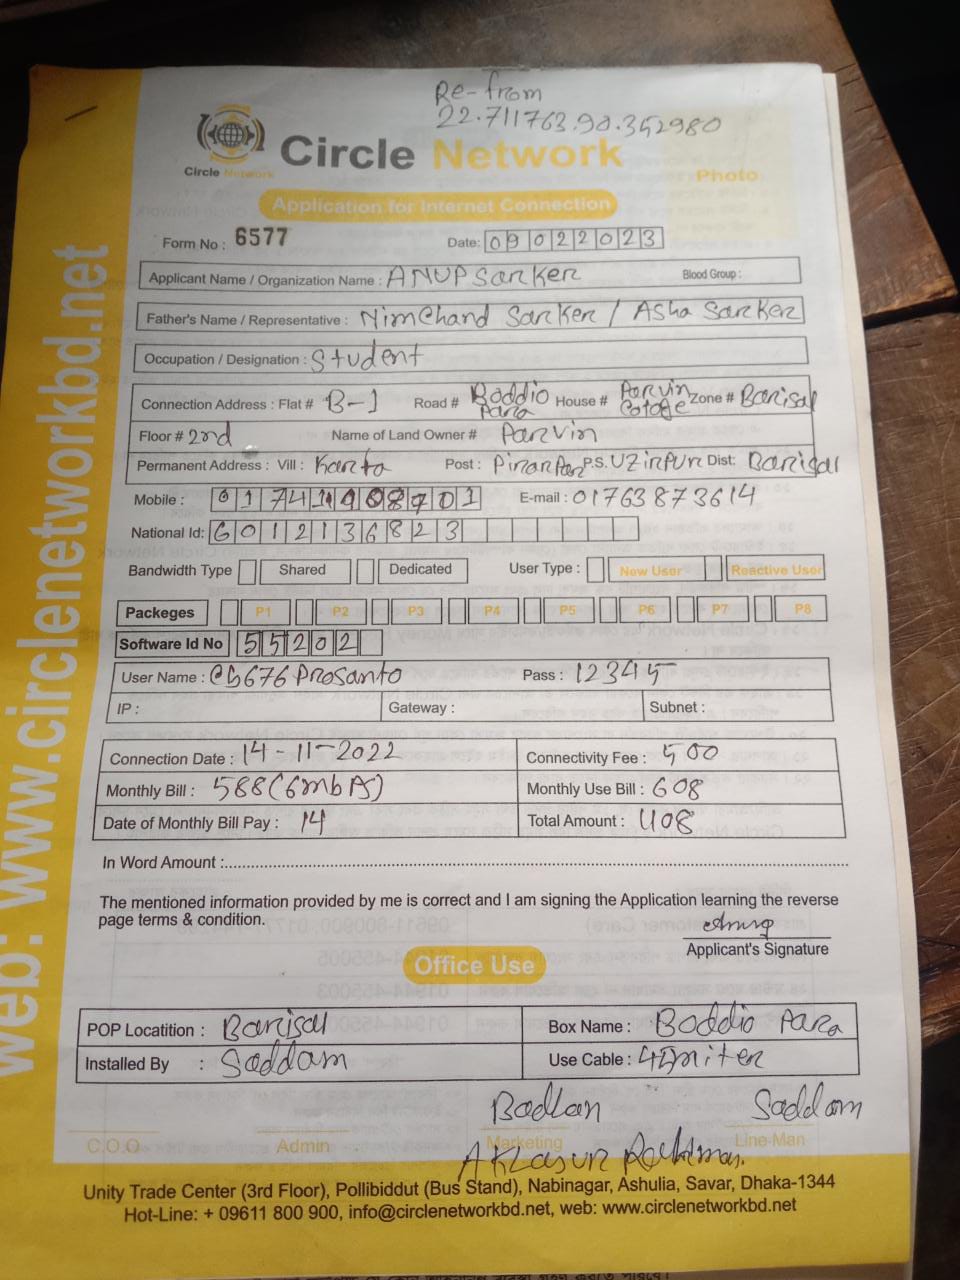 Re-from
22.711763.90.352980
Circle Network
Circle Network
Photo
Application for Internet Connection
Form No : 6577
Date: 09022023
Applicant Name / Organization Name : ANUP Sarker Blood Group :
Father's Name / Representative : Nimchand Sarker / Asha Sarker
Occupation / Designation : Student
Connection Address : Flat # B-1 Road # Boddio Para House # Parvin Cotage Zone # Barisal
Floor # 2nd Name of Land Owner # Parvin
Permanent Address : Vill : Karfa Post : P.S. Uzirpur Dist: Barisal
Mobile : E-mail : 01763873614
National Id: 6012136823
Bandwidth Type Shared Dedicated User Type : New User Reactive User
Packeges P1 P2 P3 P4 P5 P6 P7 P8
Software Id No 55202
User Name : Prosanto Pass : 12345
IP : Gateway : Subnet :
Connection Date : 14-11-2022 Connectivity Fee : 500
Monthly Bill : 588 Monthly Use Bill : 608
Date of Monthly Bill Pay : 14 Total Amount : 1108
In Word Amount :
The mentioned information provided by me is correct and I am signing the Application learning the reverse
page terms & condition.
Anup
Applicant's Signature
Office Use
POP Locatition : Barisal Box Name : Boddio Para
Installed By : Saddam Use Cable :
Saddam
C.O.O Admin Marketing Line-Man
Unity Trade Center (3rd Floor), Pollibiddut (Bus Stand), Nabinagar, Ashulia, Savar, Dhaka-1344
Hot-Line: + 09611 800 900, info@circlenetworkbd.net, web: www.circlenetworkbd.net
web: www.circlenetworkbd.net